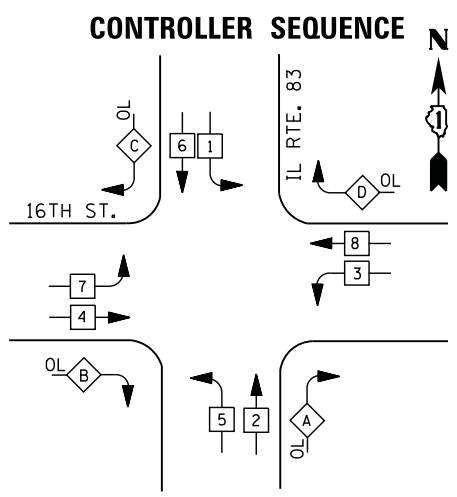 CONTROLLER SEQUENCE
N
1
OL
C
6
1
IL RTE. 83
D
OL
16TH ST.
8
3
7
4
OL
B
5
2
A
OL